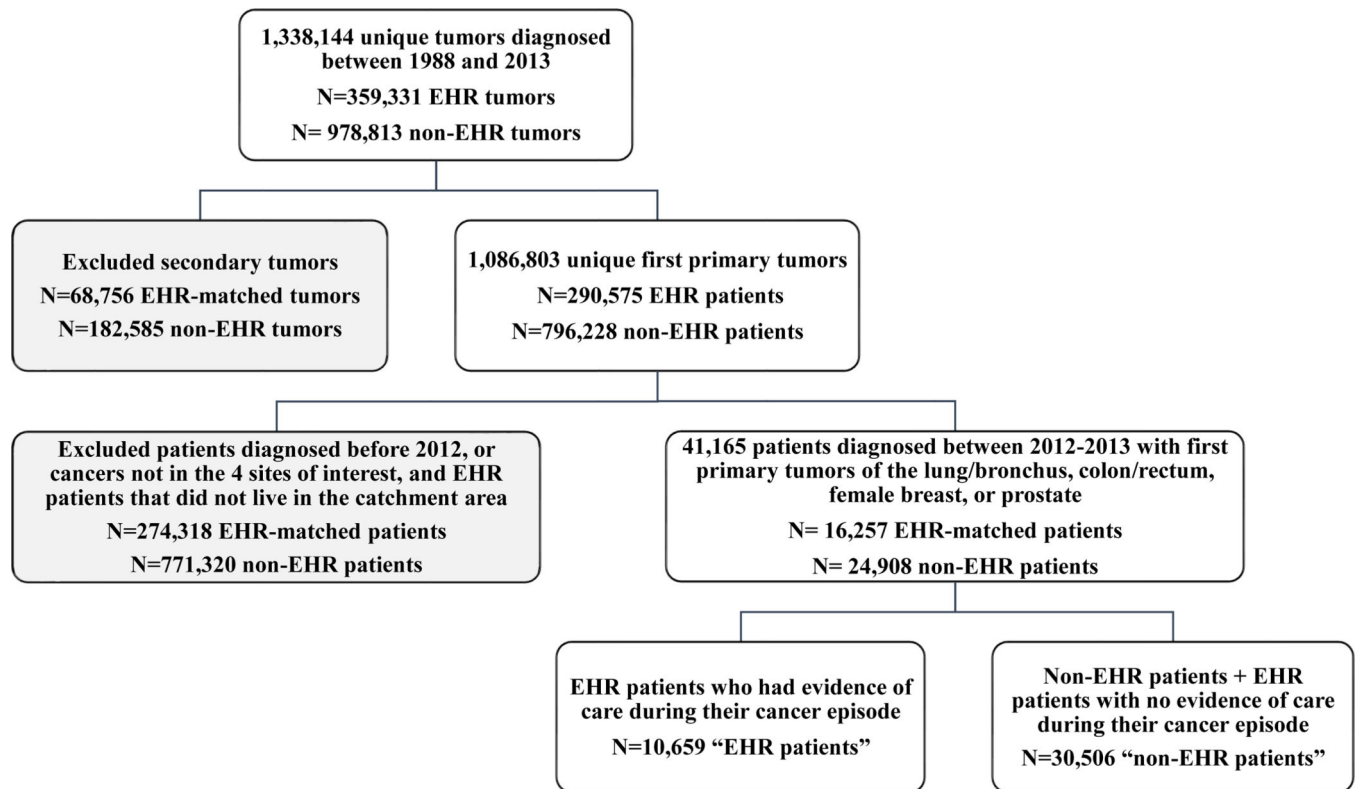 1,338,144 unique tumors diagnosed
between 1988 and 2013
N=359,331 EHR tumors
N= 978,813 non-EHR tumors
Excluded secondary tumors
N=68,756 EHR-matched tumors
N=182,585 non-EHR tumors
1,086,803 unique first primary tumors
N=290,575 EHR patients
N=796,228 non-EHR patients
Excluded patients diagnosed before 2012, or
cancers not in the 4 sites of interest, and EHR
patients that did not live in the catchment area
N=274,318 EHR-matched patients
N=771,320 non-EHR patients
41,165 patients diagnosed between 2012-2013 with first
primary tumors of the lung/bronchus, colon/rectum,
female breast, or prostate
N= 16,257 EHR-matched patients
N= 24,908 non-EHR patients
EHR patients who had evidence of
care during their cancer episode
N=10,659 “EHR patients”
Non-EHR patients + EHR
patients with no evidence of care
during their cancer episode
N=30,506 “non-EHR patients”